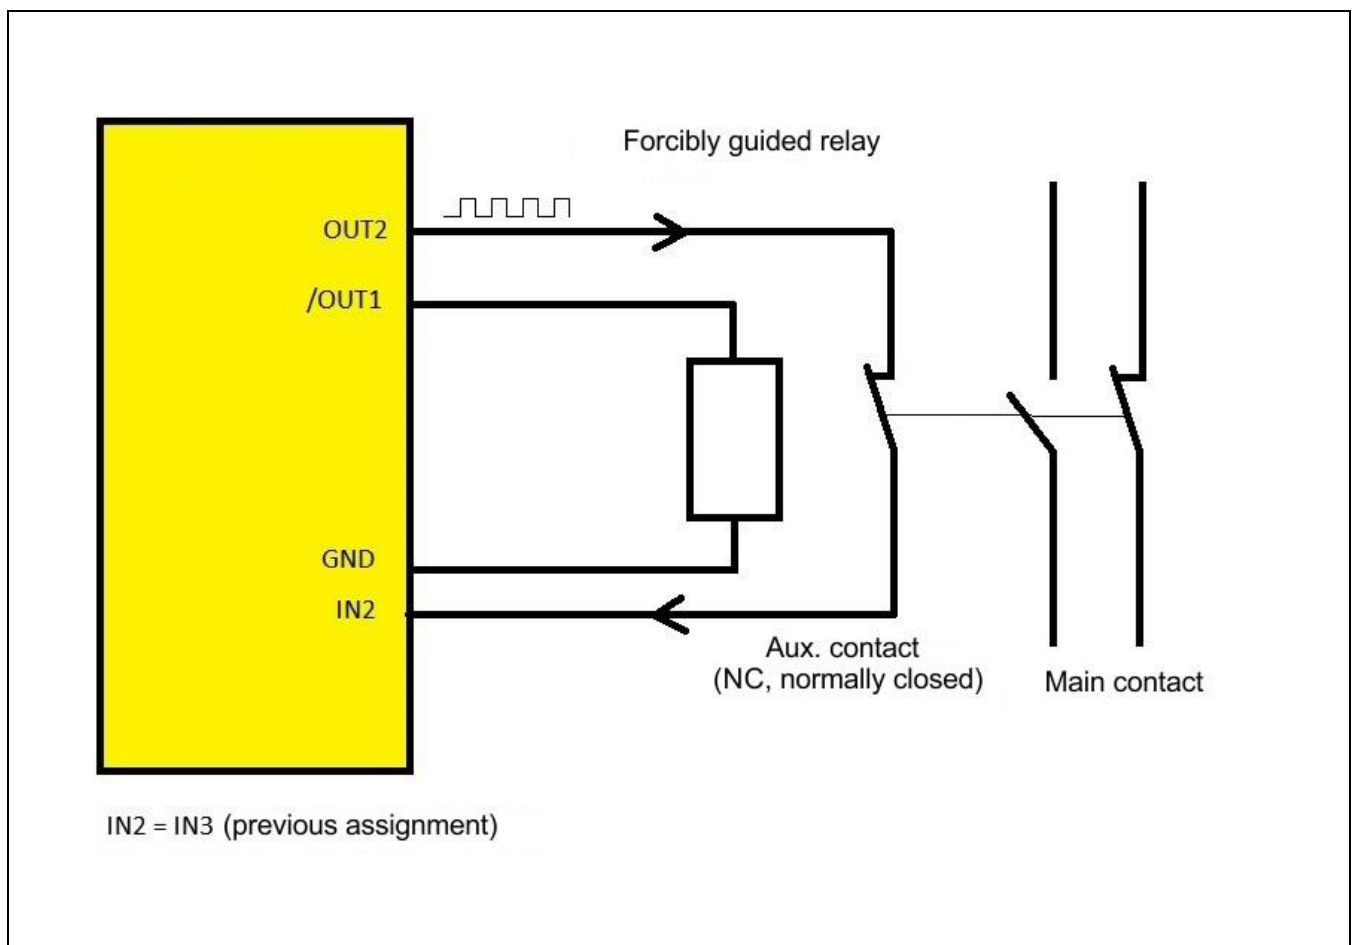 Forcibly guided relay
OUT2
/OUT1
GND
IN2
Aux. contact
(NC, normally closed)
Main contact
IN2 = IN3 (previous assignment)